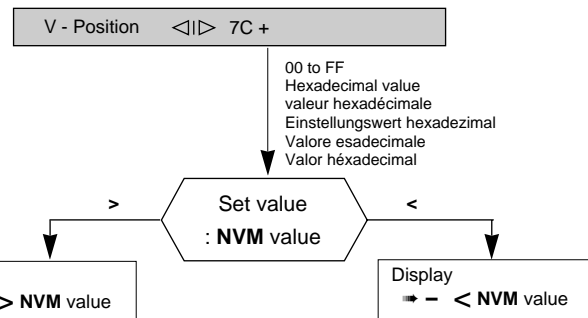 V - Position ◁I▷ 7C +
00 to FF
Hexadecimal value
valeur hexadécimale
Einstellungswert hexadezimal
Valore esadecimale
Valor héxadecimal
>
Set value
: NVM value
<
> NVM value
Display
➠ – < NVM value